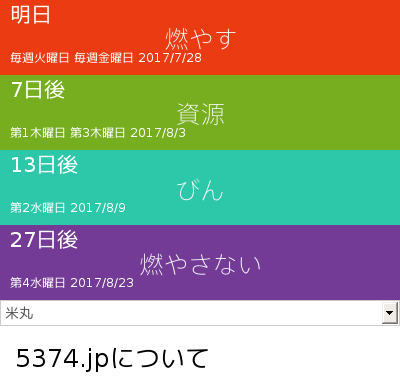 明日
燃やす
毎週火曜日 毎週金曜日 2017/7/28
7日後
資源
第1木曜日 第3木曜日 2017/8/3
13日後
びん
第2水曜日 2017/8/9
27日後
燃やさない
第4水曜日 2017/8/23
米丸
5374.jpについて